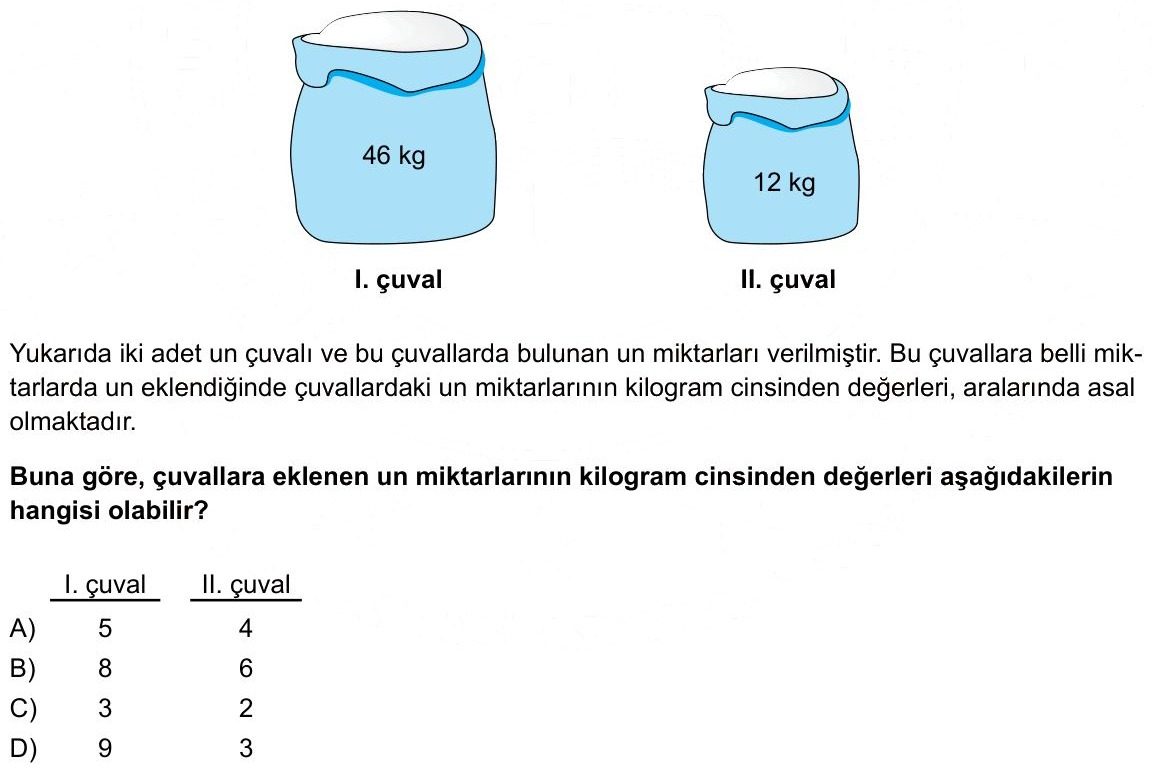 46 kg
12 kg
I. çuval
II. çuval
Yukarıda iki adet un çuvalı ve bu çuvallarda bulunan un miktarları verilmiştir. Bu çuvallara belli mik-
tarlarda un eklendiğinde çuvallardaki un miktarlarının kilogram cinsinden değerleri, aralarında asal
olmaktadır.
Buna göre, çuvallara eklenen un miktarlarının kilogram cinsinden değerleri aşağıdakilerin
hangisi olabilir?
I. çuval II. çuval
A) 5 4
B) 8 6
C) 3 2
D) 9 3